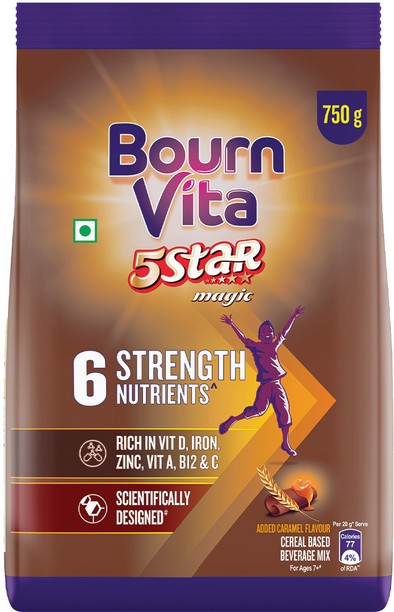 750 g
Bourn
Vita
5STAR
magic
6 STRENGTH
NUTRIENTS^
RICH IN VIT D, IRON,
ZINC, VIT A, B12 & C
SCIENTIFICALLY
DESIGNED#
ADDED CARAMEL FLAVOUR
CEREAL BASED
BEVERAGE MIX
For Ages 7+#
Per 20 g* Serve
Calories
77
4%
of RDA**